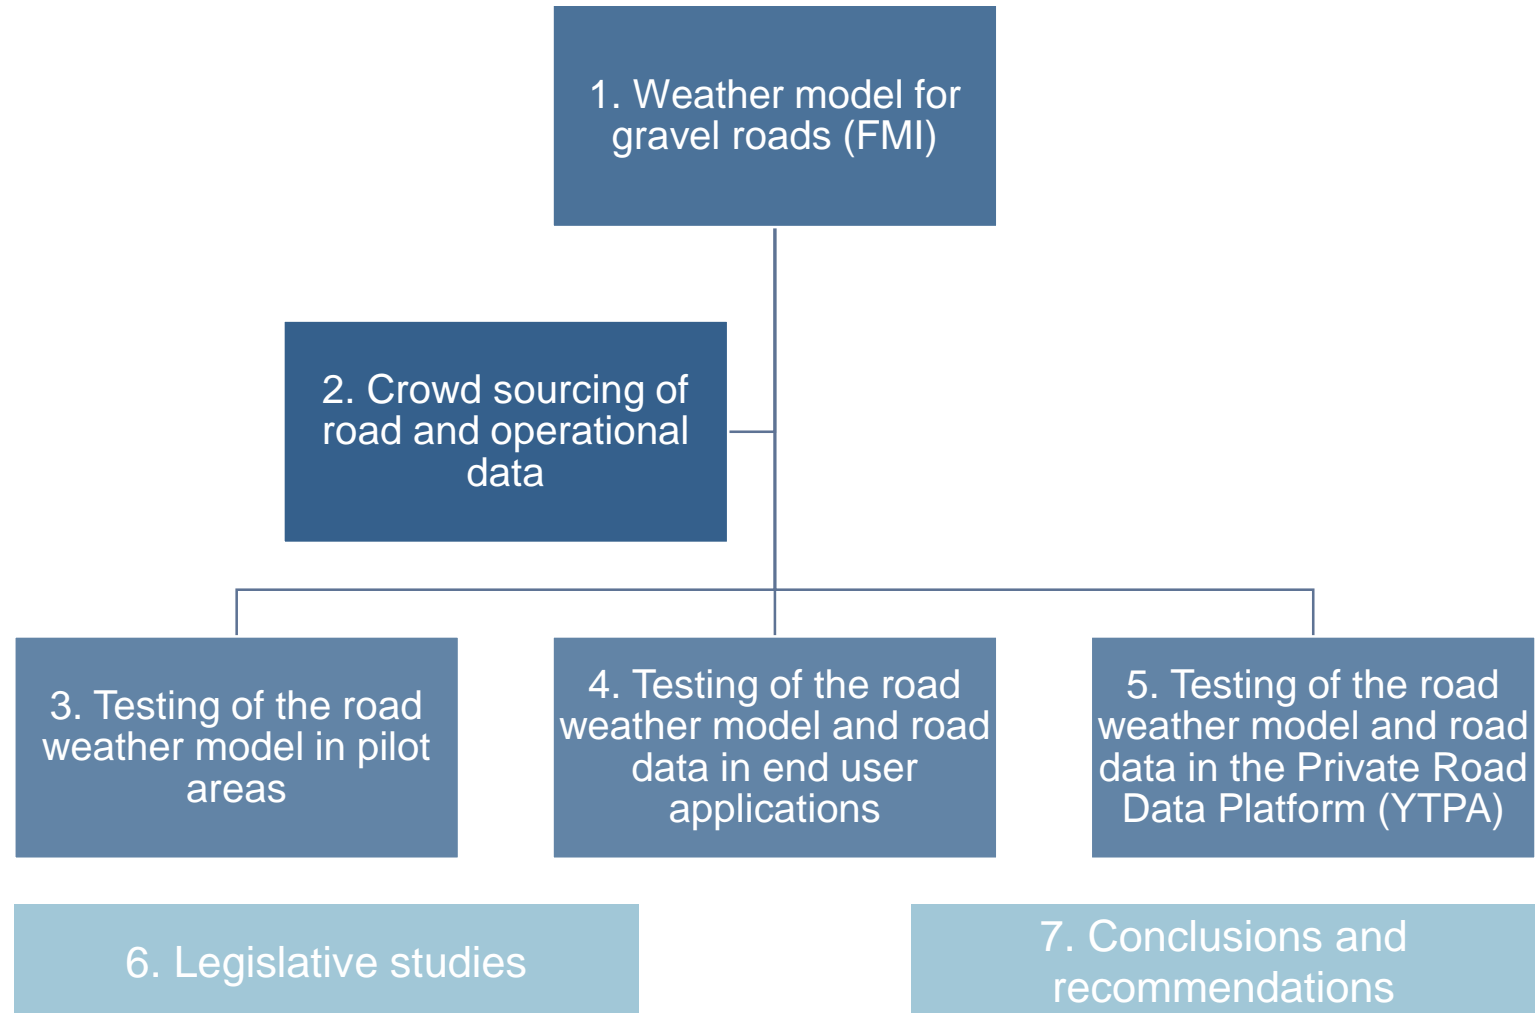 1. Weather model for
gravel roads (FMI)
2. Crowd sourcing of
road and operational
data
3. Testing of the road
weather model in pilot
areas
4. Testing of the road
weather model and road
data in end user
applications
5. Testing of the road
weather model and road
data in the Private Road
Data Platform (YTPA)
6. Legislative studies
7. Conclusions and
recommendations